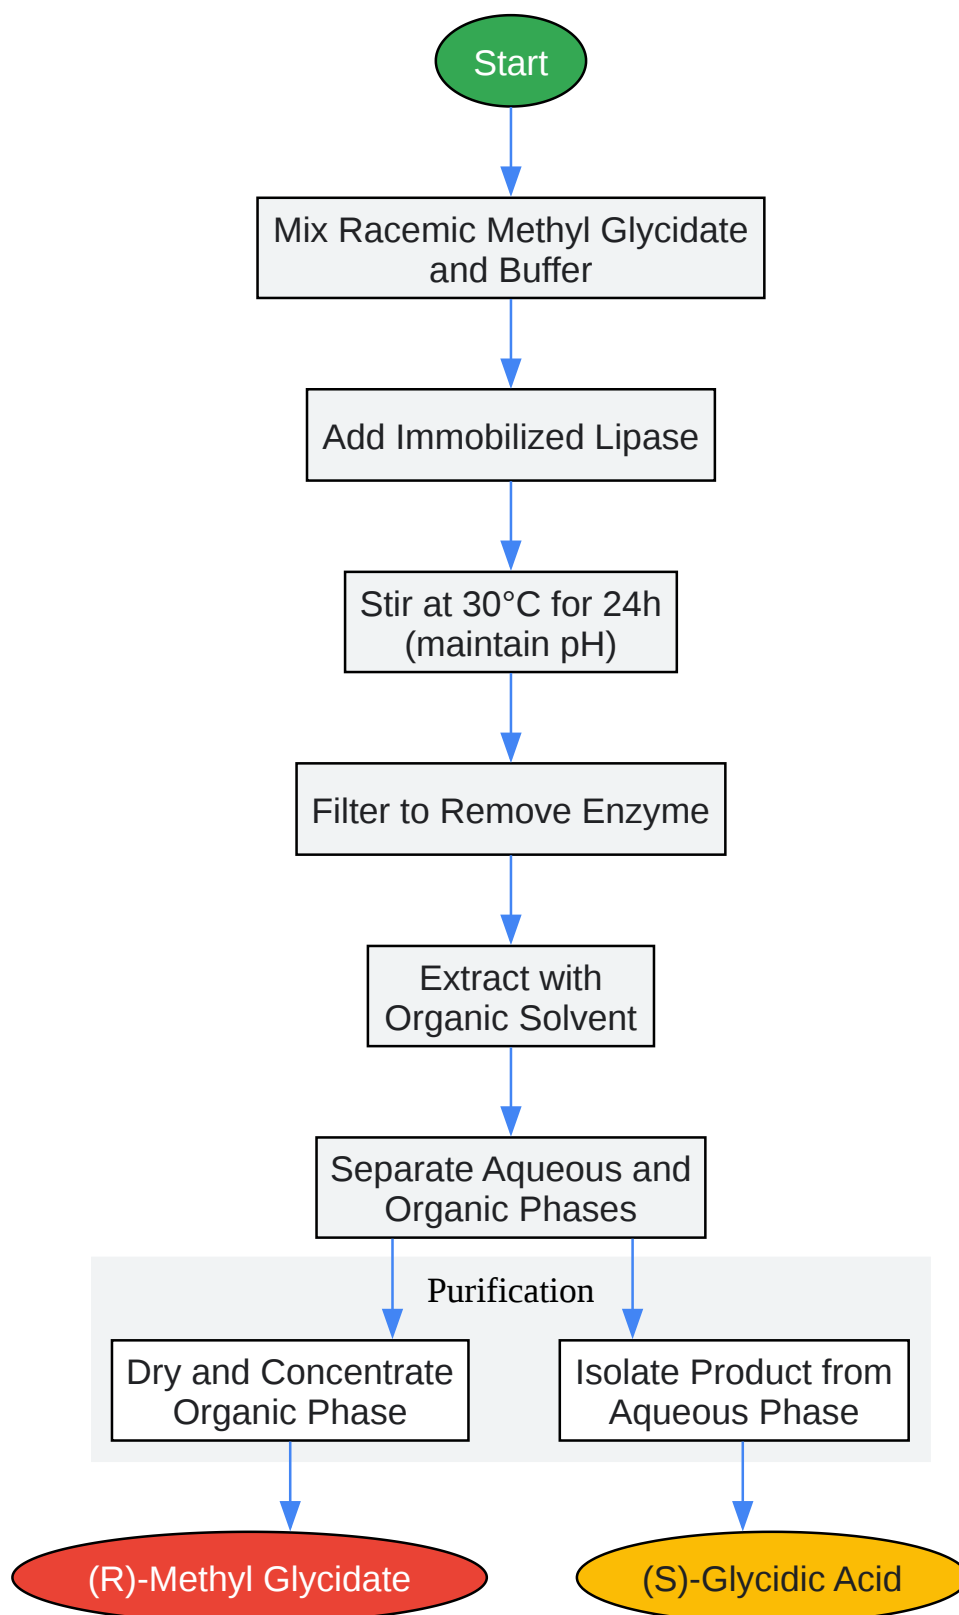 Start
Mix Racemic Methyl Glycidate
and Buffer
Add Immobilized Lipase
Stir at 30°C for 24h
(maintain pH)
Filter to Remove Enzyme
Extract with
Organic Solvent
Separate Aqueous and
Organic Phases
Purification
Dry and Concentrate
Organic Phase
Isolate Product from
Aqueous Phase
(R)-Methyl Glycidate
(S)-Glycidic Acid